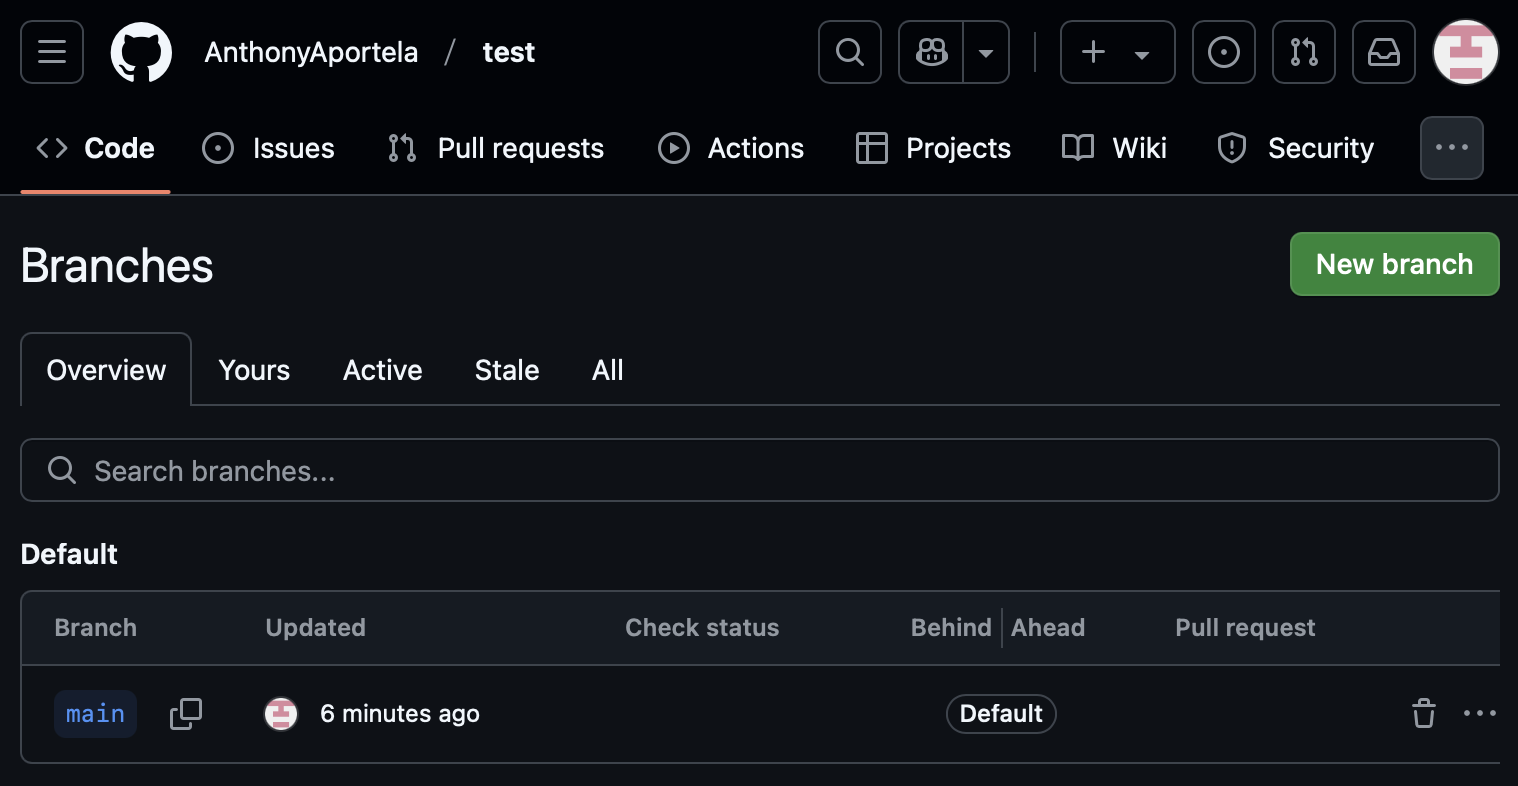 AnthonyAportela / test
Code Issues Pull requests Actions Projects Wiki Security
Branches
New branch
Overview Yours Active Stale All
Search branches...
Default
Branch Updated Check status Behind Ahead Pull request
main 6 minutes ago Default